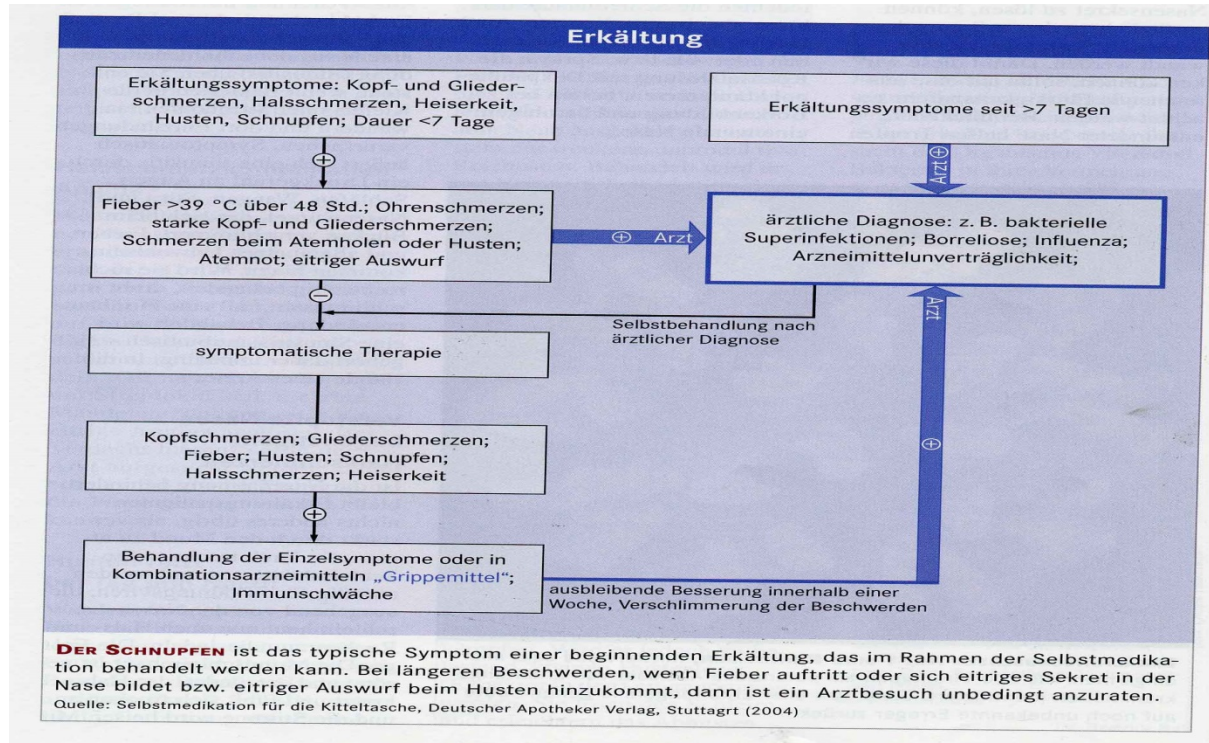 Erkältung
Erkältungssymptome: Kopf- und Glieder-
schmerzen, Halsschmerzen, Heiserkeit,
Husten, Schnupfen; Dauer <7 Tage
Erkältungssymptome seit >7 Tagen
Arzt
Fieber >39 °C über 48 Std.; Ohrenschmerzen;
starke Kopf- und Gliederschmerzen;
Schmerzen beim Atemholen oder Husten;
Atemnot; eitriger Auswurf
Arzt
ärztliche Diagnose: z. B. bakterielle
Superinfektionen; Borreliose; Influenza;
Arzneimittelunverträglichkeit;
Arzt
Selbstbehandlung nach
ärztlicher Diagnose
symptomatische Therapie
Kopfschmerzen; Gliederschmerzen;
Fieber; Husten; Schnupfen;
Halsschmerzen; Heiserkeit
Behandlung der Einzelsymptome oder in
Kombinationsarzneimitteln „Grippemittel“;
Immunschwäche
ausbleibende Besserung innerhalb einer
Woche, Verschlimmerung der Beschwerden
DER SCHNUPFEN ist das typische Symptom einer beginnenden Erkältung, das im Rahmen der Selbstmedika-
tion behandelt werden kann. Bei längeren Beschwerden, wenn Fieber auftritt oder sich eitriges Sekret in der
Nase bildet bzw. eitriger Auswurf beim Husten hinzukommt, dann ist ein Arztbesuch unbedingt anzuraten.
Quelle: Selbstmedikation für die Kitteltasche, Deutscher Apotheker Verlag, Stuttagrt (2004)